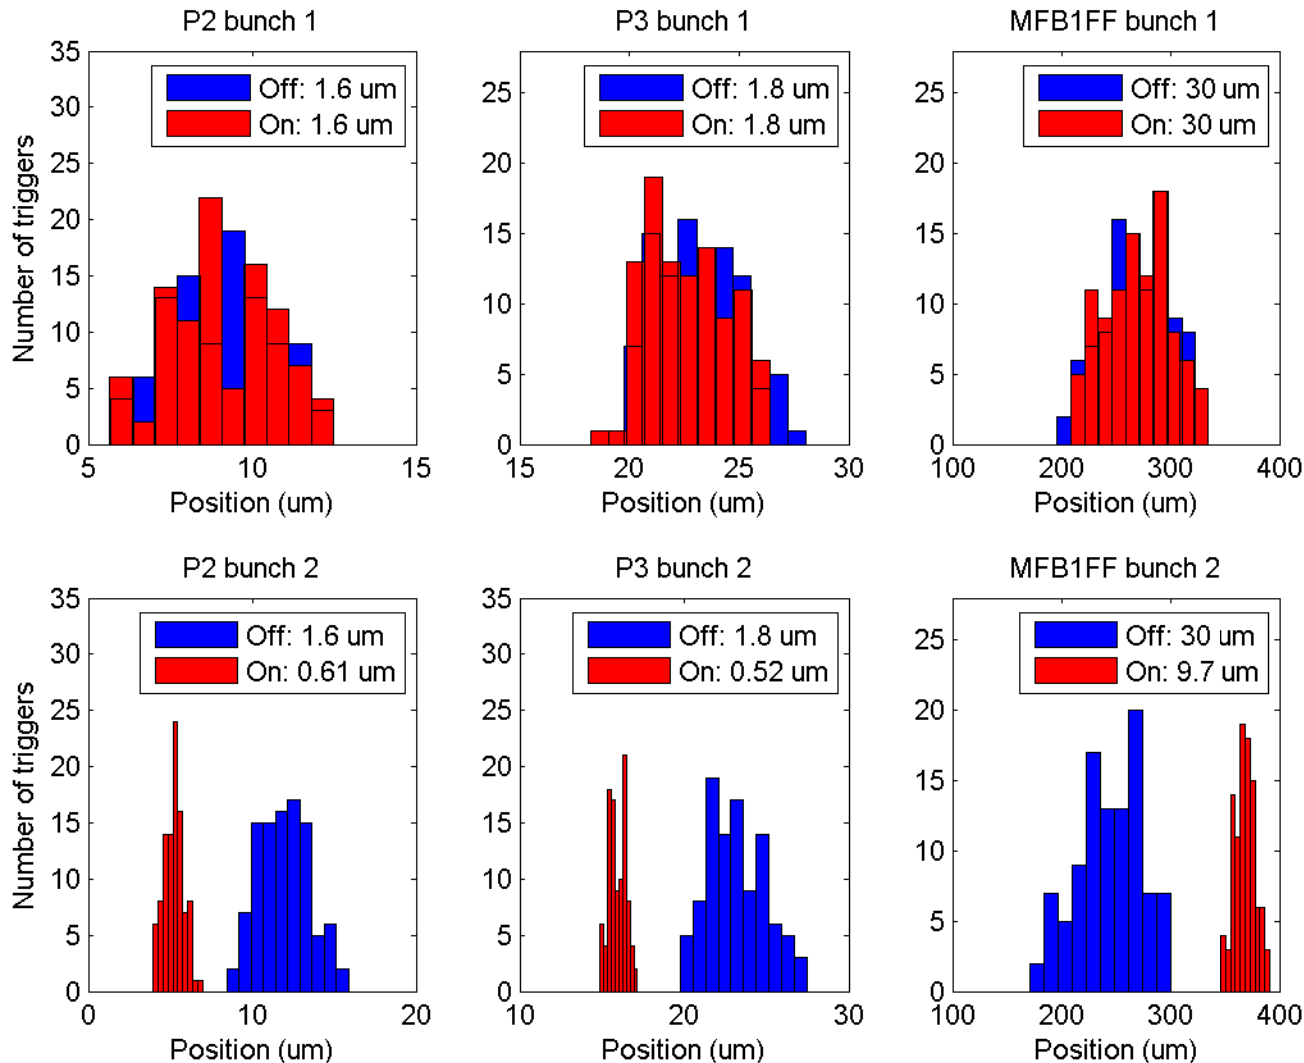 P2 bunch 1
P3 bunch 1
MFB1FF bunch 1
35
30
25
20
15
10
5
0
Number of triggers
Off: 1.6 um
On: 1.6 um
5
10
15
Position (um)
25
20
15
10
5
0
Off: 1.8 um
On: 1.8 um
15
20
25
30
Position (um)
25
20
15
10
5
0
Off: 30 um
On: 30 um
100
200
300
400
Position (um)
P2 bunch 2
P3 bunch 2
MFB1FF bunch 2
35
30
25
20
15
10
5
0
Number of triggers
Off: 1.6 um
On: 0.61 um
0
10
20
Position (um)
35
30
25
20
15
10
5
0
Off: 1.8 um
On: 0.52 um
10
20
30
Position (um)
25
20
15
10
5
0
Off: 30 um
On: 9.7 um
100
200
300
400
Position (um)